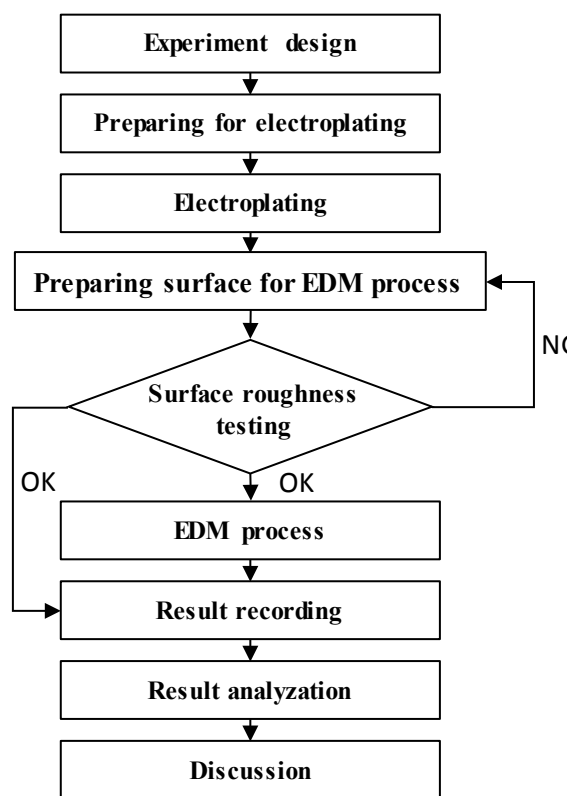 Experiment design
Preparing for electroplating
Electroplating
Preparing surface for EDM process
NO
Surface roughness
testing
OK
OK
EDM process
Result recording
Result analyzation
Discussion